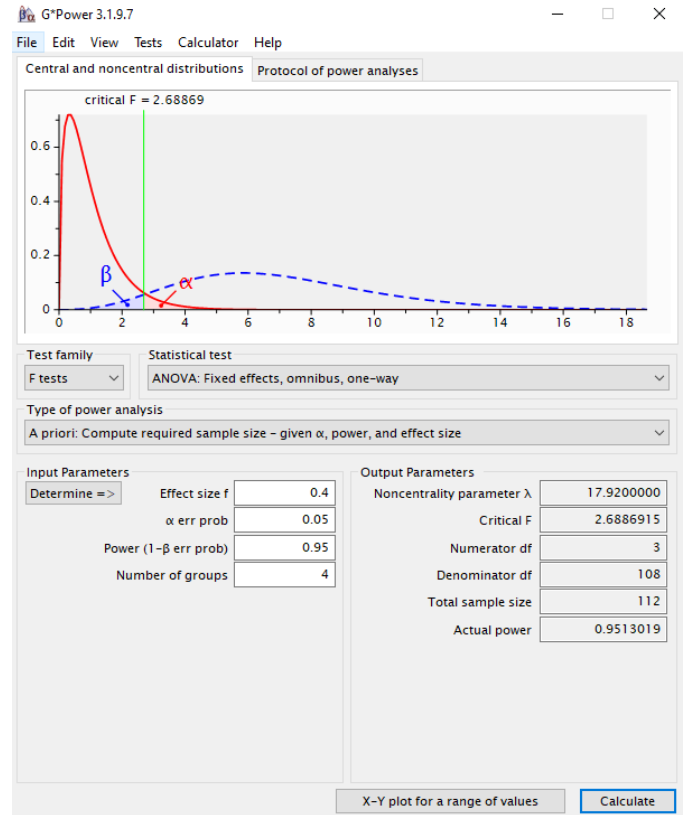 G*Power 3.1.9.7
File Edit View Tests Calculator Help
Central and noncentral distributions Protocol of power analyses
critical F = 2.68869
0.6
0.4
0.2
0
β α
0 2 4 6 8 10 12 14 16 18
Test family Statistical test
F tests ANOVA: Fixed effects, omnibus, one-way
Type of power analysis
A priori: Compute required sample size - given α, power, and effect size
Input Parameters
Determine =>
Effect size f 0.4
α err prob 0.05
Power (1-β err prob) 0.95
Number of groups 4
Output Parameters
Noncentrality parameter λ 17.9200000
Critical F 2.6886915
Numerator df 3
Denominator df 108
Total sample size 112
Actual power 0.9513019
X-Y plot for a range of values Calculate